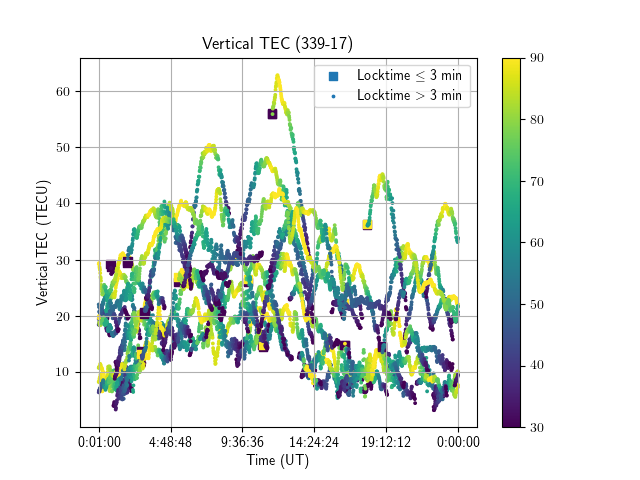 Vertical TEC (339-17)
Locktime ≤ 3 min
Locktime > 3 min
Vertical TEC (TECU)
60
50
40
30
20
10
0:01:00 4:48:48 9:36:36 14:24:24 19:12:12 0:00:00
Time (UT)
90
80
70
60
50
40
30